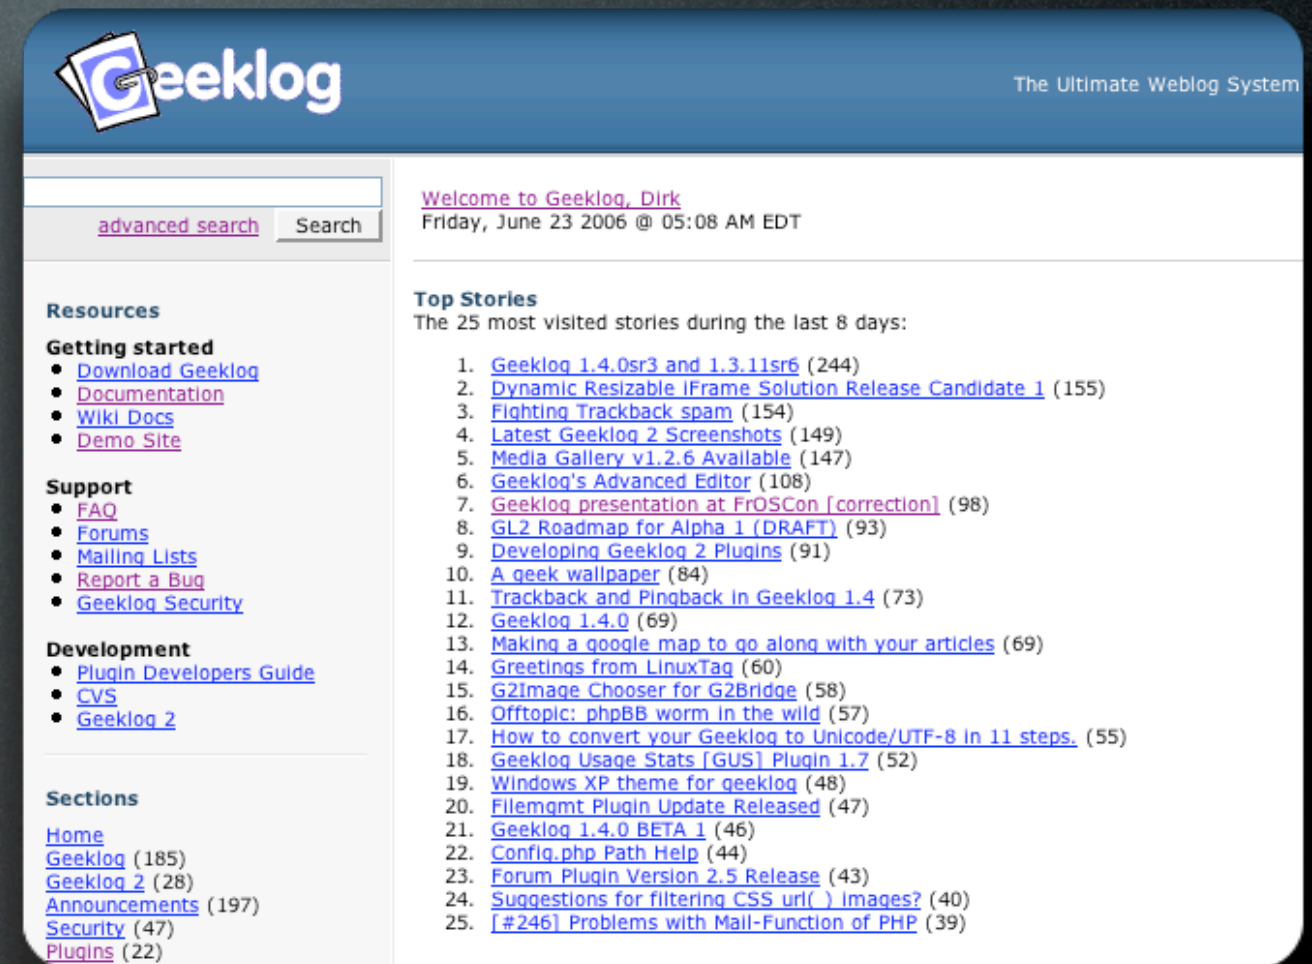 Geeklog
The Ultimate Weblog System
advanced search Search
Resources
Getting started
Download Geeklog
Documentation
Wiki Docs
Demo Site
Support
FAQ
Forums
Mailing Lists
Report a Bug
Geeklog Security
Development
Plugin Developers Guide
CVS
Geeklog 2
Sections
Home
Geeklog (185)
Geeklog 2 (28)
Announcements (197)
Security (47)
Plugins (22)
Welcome to Geeklog, Dirk
Friday, June 23 2006 @ 05:08 AM EDT
Top Stories
The 25 most visited stories during the last 8 days:
1. Geeklog 1.4.0sr3 and 1.3.11sr6 (244)
2. Dynamic Resizable iFrame Solution Release Candidate 1 (155)
3. Fighting Trackback spam (154)
4. Latest Geeklog 2 Screenshots (149)
5. Media Gallery v1.2.6 Available (147)
6. Geeklog's Advanced Editor (108)
7. Geeklog presentation at FrOSCon [correction] (98)
8. GL2 Roadmap for Alpha 1 (DRAFT) (93)
9. Developing Geeklog 2 Plugins (91)
10. A geek wallpaper (84)
11. Trackback and Pingback in Geeklog 1.4 (73)
12. Geeklog 1.4.0 (69)
13. Making a google map to go along with your articles (69)
14. Greetings from LinuxTag (60)
15. G2Image Chooser for G2Bridge (58)
16. Offtopic: phpBB worm in the wild (57)
17. How to convert your Geeklog to Unicode/UTF-8 in 11 steps. (55)
18. Geeklog Usage Stats [GUS] Plugin 1.7 (52)
19. Windows XP theme for geeklog (48)
20. Filemgmt Plugin Update Released (47)
21. Geeklog 1.4.0 BETA 1 (46)
22. Config.php Path Help (44)
23. Forum Plugin Version 2.5 Release (43)
24. Suggestions for filtering CSS url( ) images? (40)
25. [#246] Problems with Mail-Function of PHP (39)